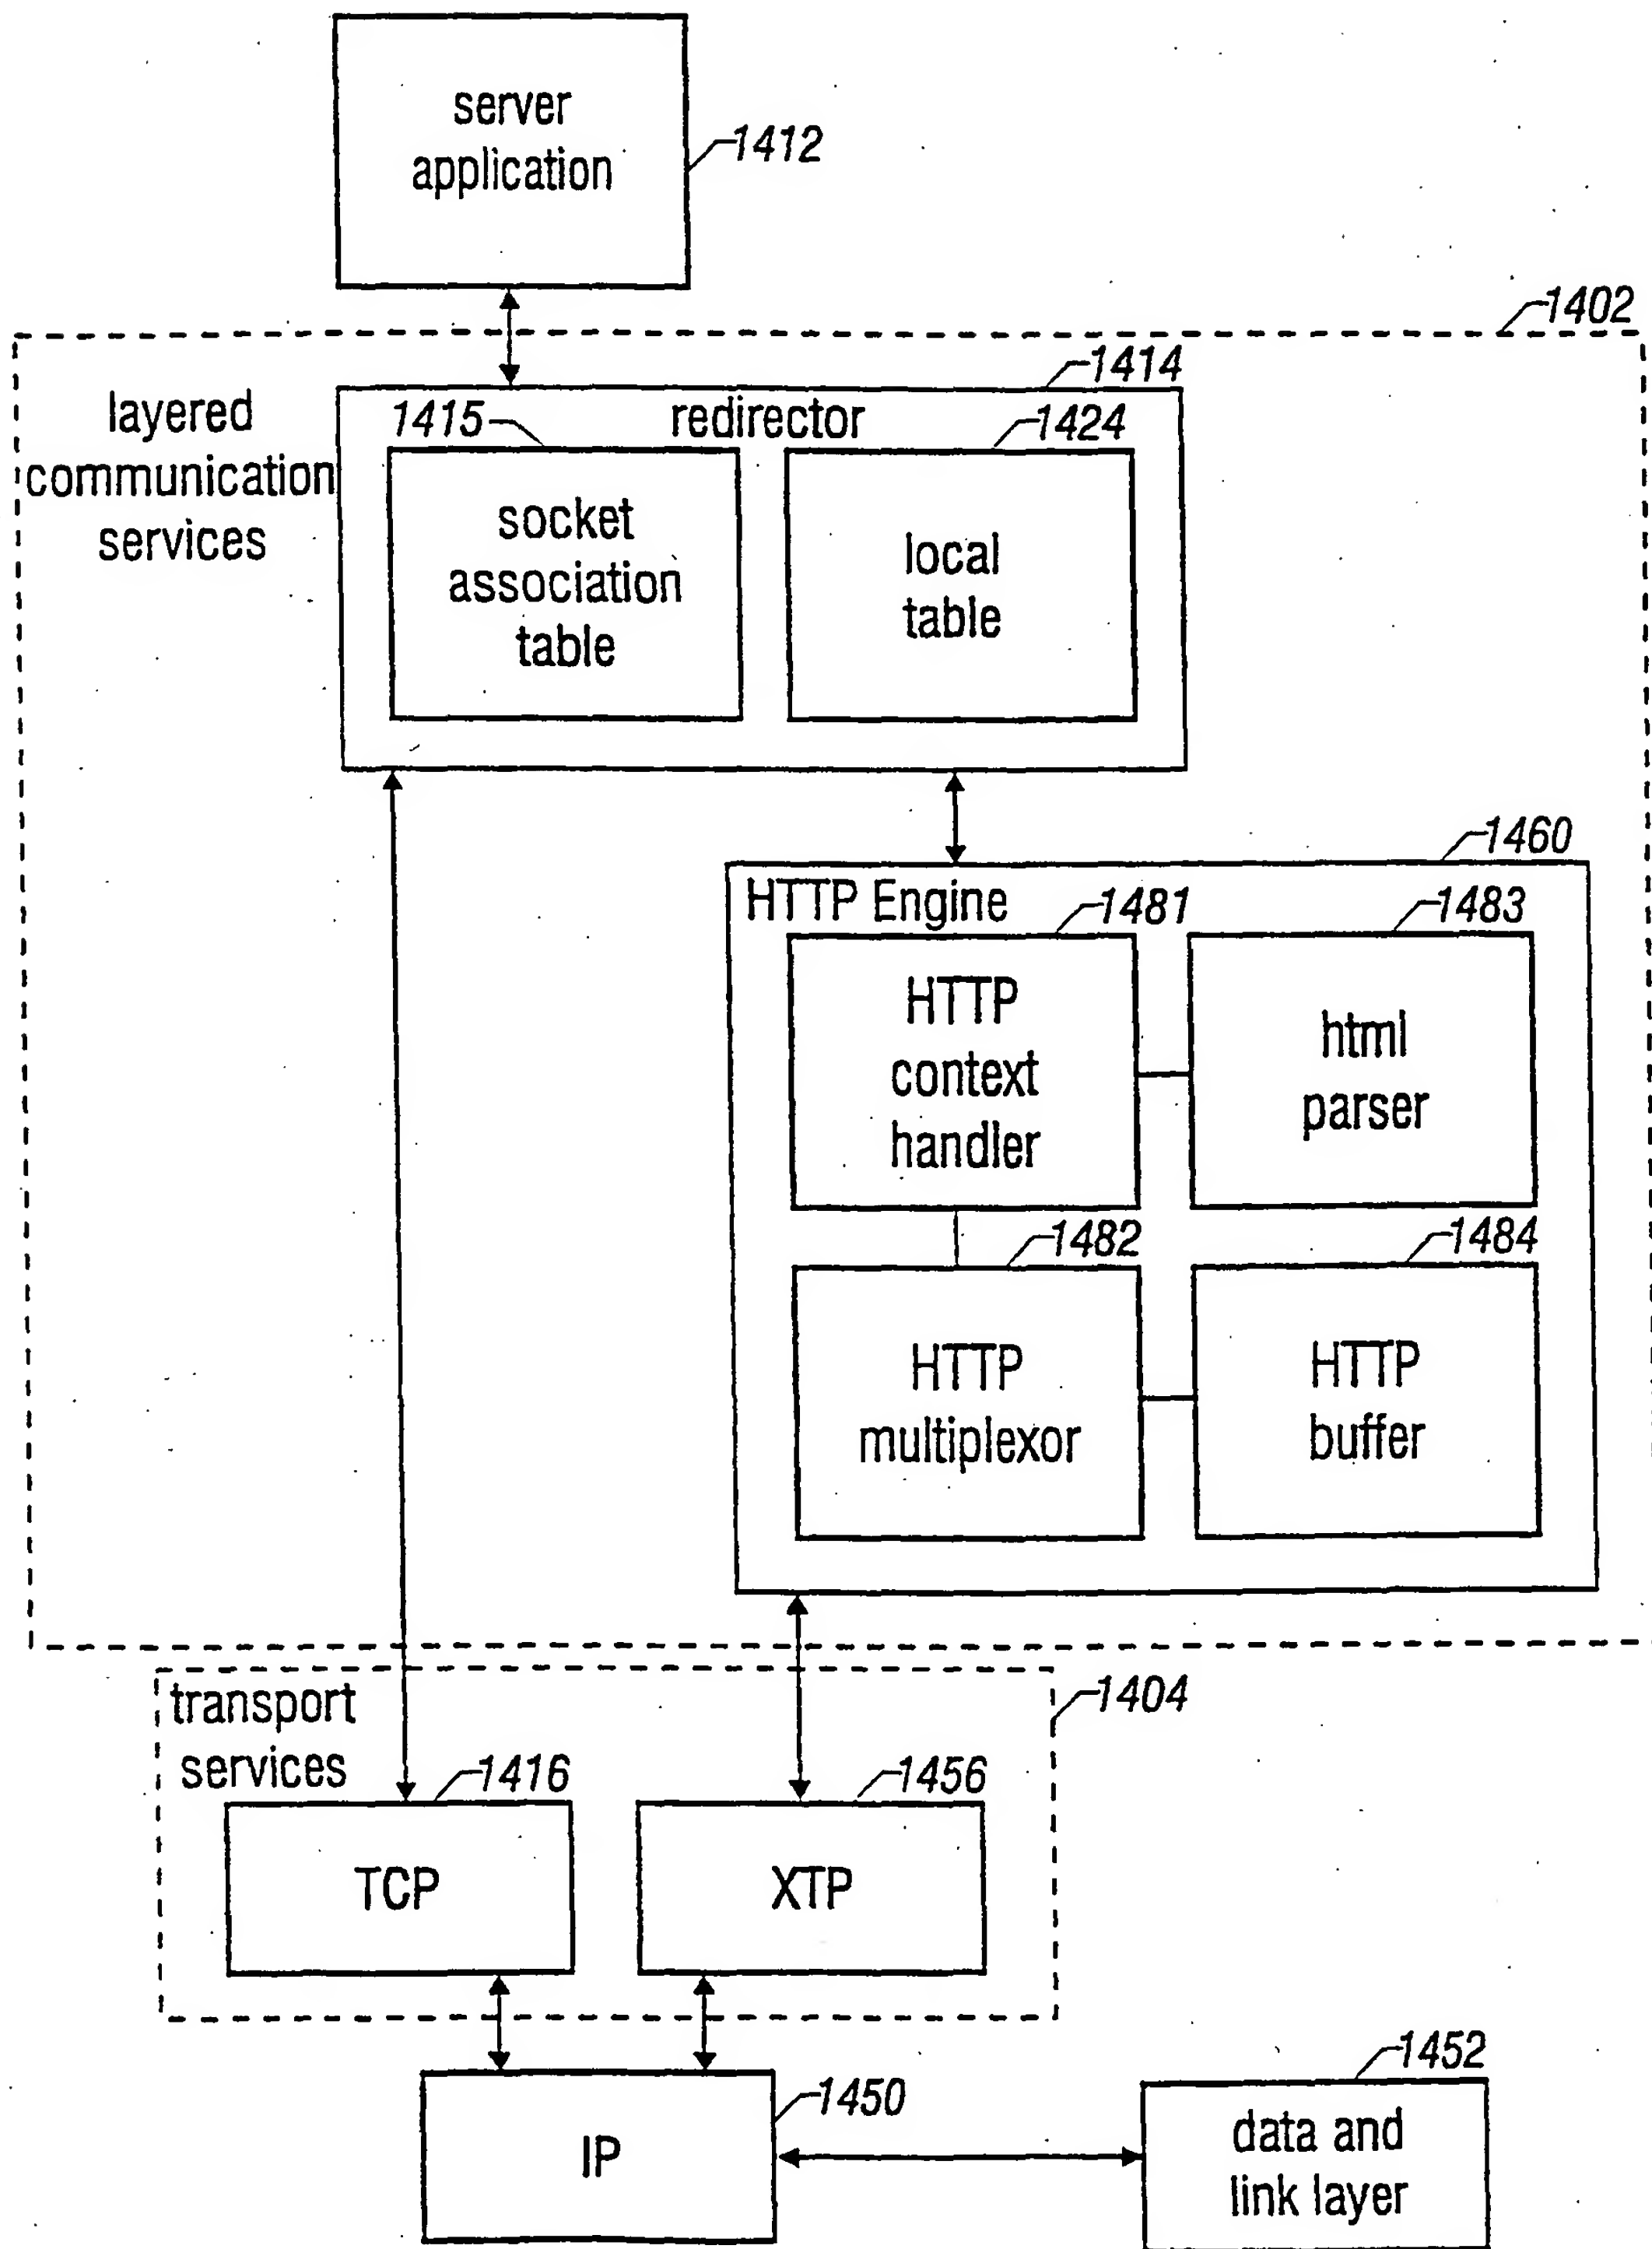 server
application
1412
1402
layered
communication
services
1414
redirector
1415
1424
socket
association
table
local
table
1460
HTTP Engine
1481
1483
HTTP
context
handler
html
parser
1482
1484
HTTP
multiplexor
HTTP
buffer
transport
services
1404
1416
1456
TCP
XTP
1450
1452
IP
data and
link layer